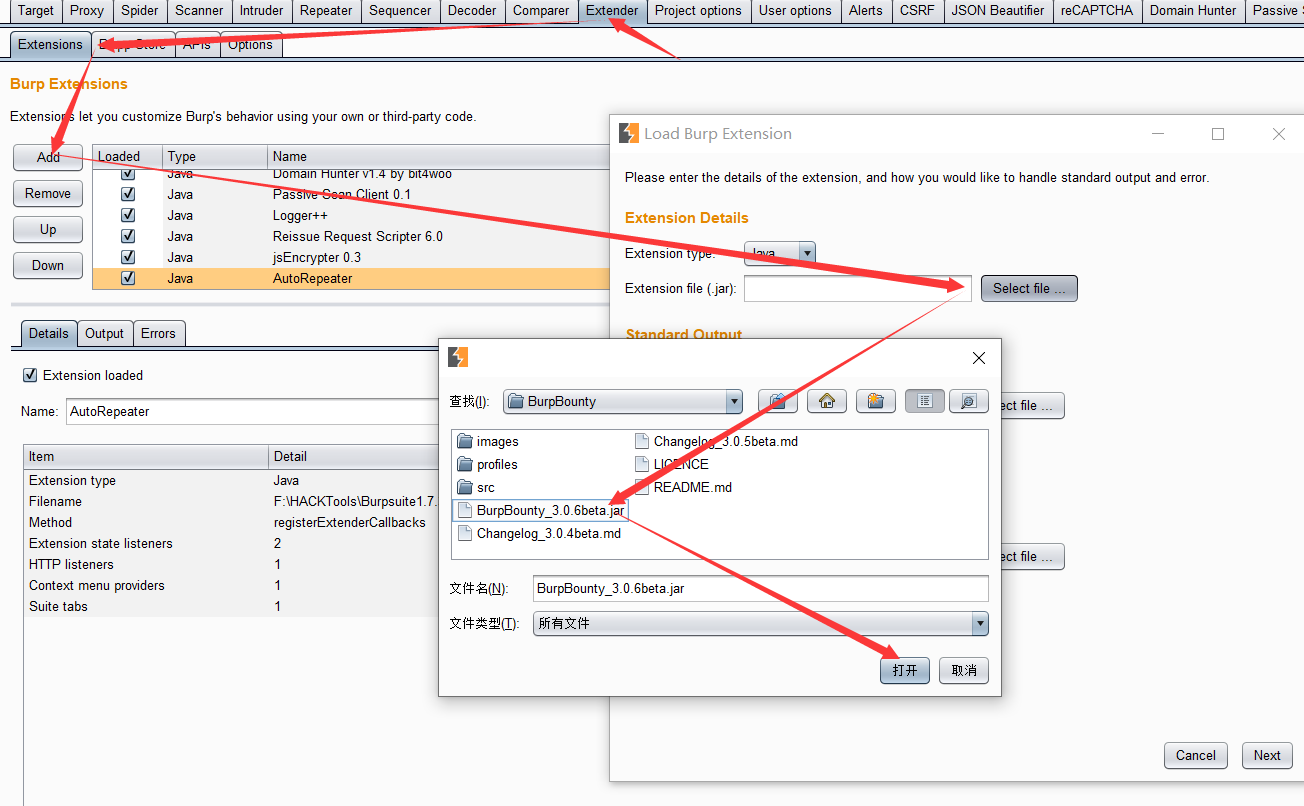 Target Proxy Spider Scanner Intruder Repeater Sequencer Decoder Comparer Extender Project options User options Alerts CSRF JSON Beautifier reCAPTCHA Domain Hunter Passive
Extensions Bapp Store APIs Options
Burp Extensions
Extensions let you customize Burp's behavior using your own or third-party code.
Add
Remove
Up
Down
Loaded Type Name
Java Domain Hunter v1.4 by bit4woo
Java Passive Scan Client 0.1
Java Logger++
Java Reissue Request Scripter 6.0
Java jsEncrypter 0.3
Java AutoRepeater
Details Output Errors
Extension loaded
Name: AutoRepeater
Item Detail
Extension type Java
Filename F:\HACKTools\Burpsuite1.7.
Method registerExtenderCallbacks
Extension state listeners 2
HTTP listeners 1
Context menu providers 1
Suite tabs 1
Load Burp Extension
Please enter the details of the extension, and how you would like to handle standard output and error.
Extension Details
Extension type: Java
Extension file (.jar): Select file ...
Standard Output
ect file ...
ect file ...
Cancel Next
查找(I): BurpBounty
images
profiles
src
BurpBounty_3.0.6beta.jar
Changelog_3.0.4beta.md
Changelog_3.0.5beta.md
LICENCE
README.md
文件名(N): BurpBounty_3.0.6beta.jar
文件类型(T): 所有文件
打开 取消